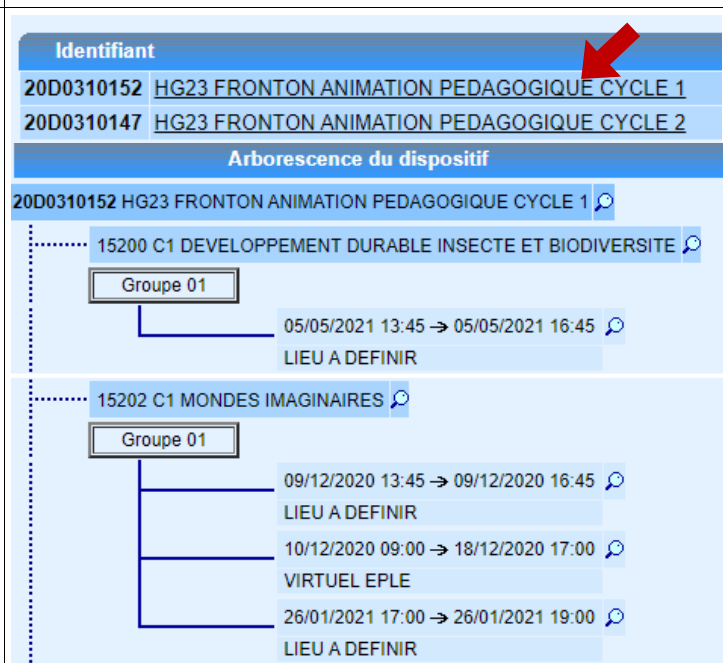 Identifiant
20D0310152 HG23 FRONTON ANIMATION PEDAGOGIQUE CYCLE 1
20D0310147 HG23 FRONTON ANIMATION PEDAGOGIQUE CYCLE 2
Arborescence du dispositif
20D0310152 HG23 FRONTON ANIMATION PEDAGOGIQUE CYCLE 1
15200 C1 DEVELOPPEMENT DURABLE INSECTE ET BIODIVERSITE
Groupe 01
05/05/2021 13:45 → 05/05/2021 16:45
LIEU A DEFINIR
15202 C1 MONDES IMAGINAIRES
Groupe 01
09/12/2020 13:45 → 09/12/2020 16:45
LIEU A DEFINIR
10/12/2020 09:00 → 18/12/2020 17:00
VIRTUEL EPLE
26/01/2021 17:00 → 26/01/2021 19:00
LIEU A DEFINIR